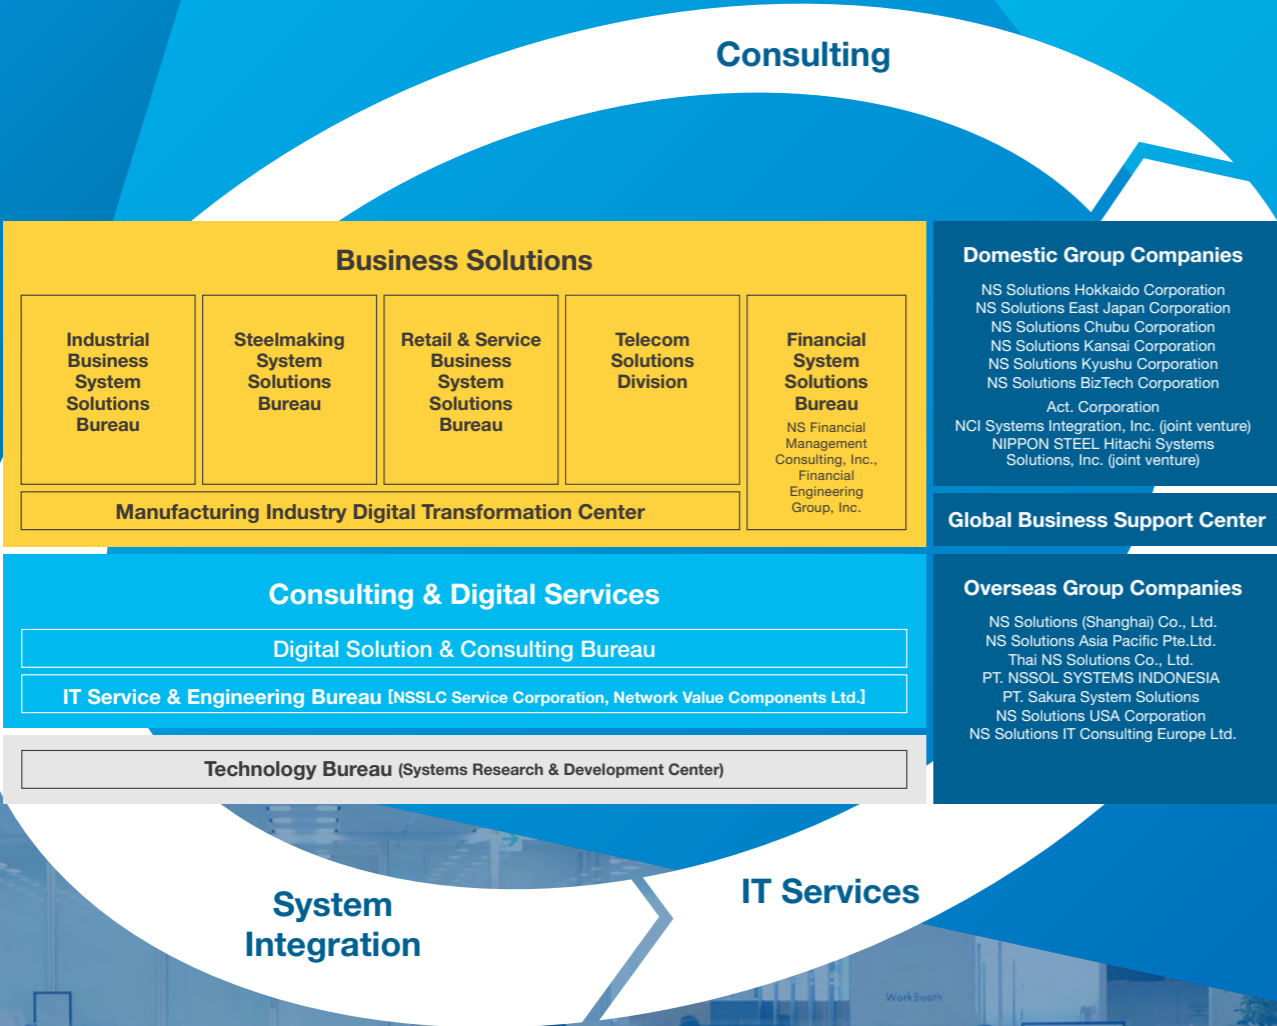 Consulting
Business Solutions
Industrial
Business
System
Solutions
Bureau
Steelmaking
System
Solutions
Bureau
Retail & Service
Business
System
Solutions
Bureau
Telecom
Solutions
Division
Financial
System
Solutions
Bureau
NS Financial
Management
Consulting, Inc.,
Financial
Engineering
Group, Inc.
Manufacturing Industry Digital Transformation Center
Domestic Group Companies
NS Solutions Hokkaido Corporation
NS Solutions East Japan Corporation
NS Solutions Chubu Corporation
NS Solutions Kansai Corporation
NS Solutions Kyushu Corporation
NS Solutions BizTech Corporation
Act. Corporation
NCI Systems Integration, Inc. (joint venture)
NIPPON STEEL Hitachi Systems
Solutions, Inc. (joint venture)
Global Business Support Center
Consulting & Digital Services
Digital Solution & Consulting Bureau
IT Service & Engineering Bureau [NSSLC Service Corporation, Network Value Components Ltd.]
Technology Bureau (Systems Research & Development Center)
Overseas Group Companies
NS Solutions (Shanghai) Co., Ltd.
NS Solutions Asia Pacific Pte.Ltd.
Thai NS Solutions Co., Ltd.
PT. NSSOL SYSTEMS INDONESIA
PT. Sakura System Solutions
NS Solutions USA Corporation
NS Solutions IT Consulting Europe Ltd.
System
Integration
IT Services
WorkBooth